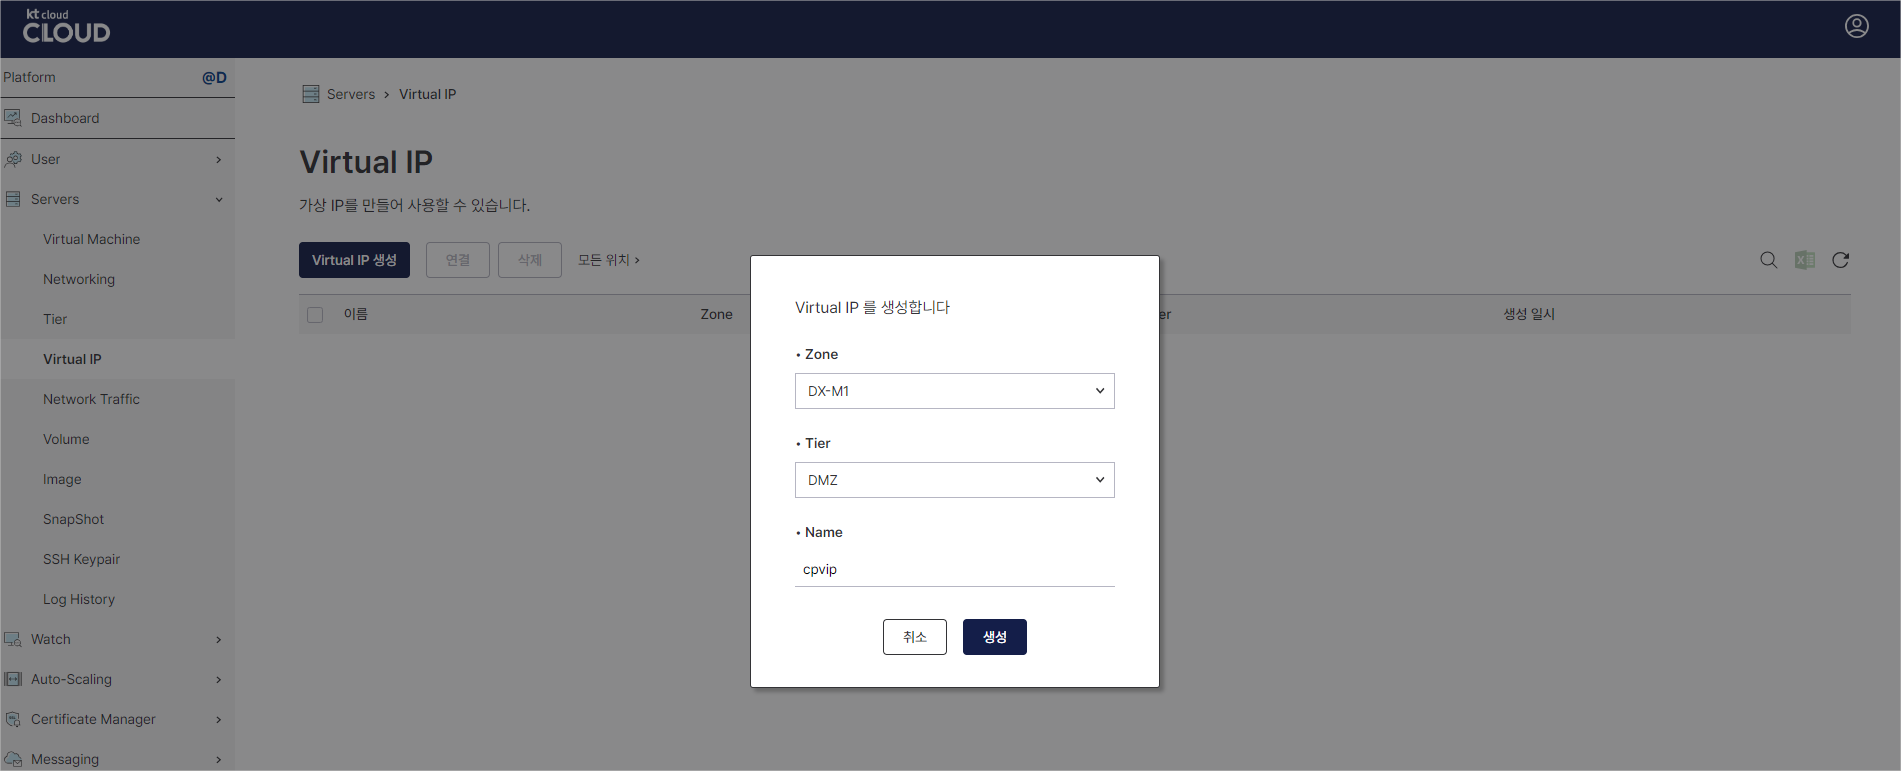 kt cloud
CLOUD
Platform
@D
Dashboard
User
Servers
Virtual Machine
Networking
Tier
Virtual IP
Network Traffic
Volume
Image
SnapShot
SSH Keypair
Log History
Watch
Auto-Scaling
Certificate Manager
Messaging
Servers > Virtual IP
Virtual IP
가상 IP를 만들어 사용할 수 있습니다.
Virtual IP 생성 연결 삭제 모든 위치 >
이름 Zone er 생성 일시
Virtual IP 를 생성합니다
• Zone
DX-M1
• Tier
DMZ
• Name
cpvip
취소 생성